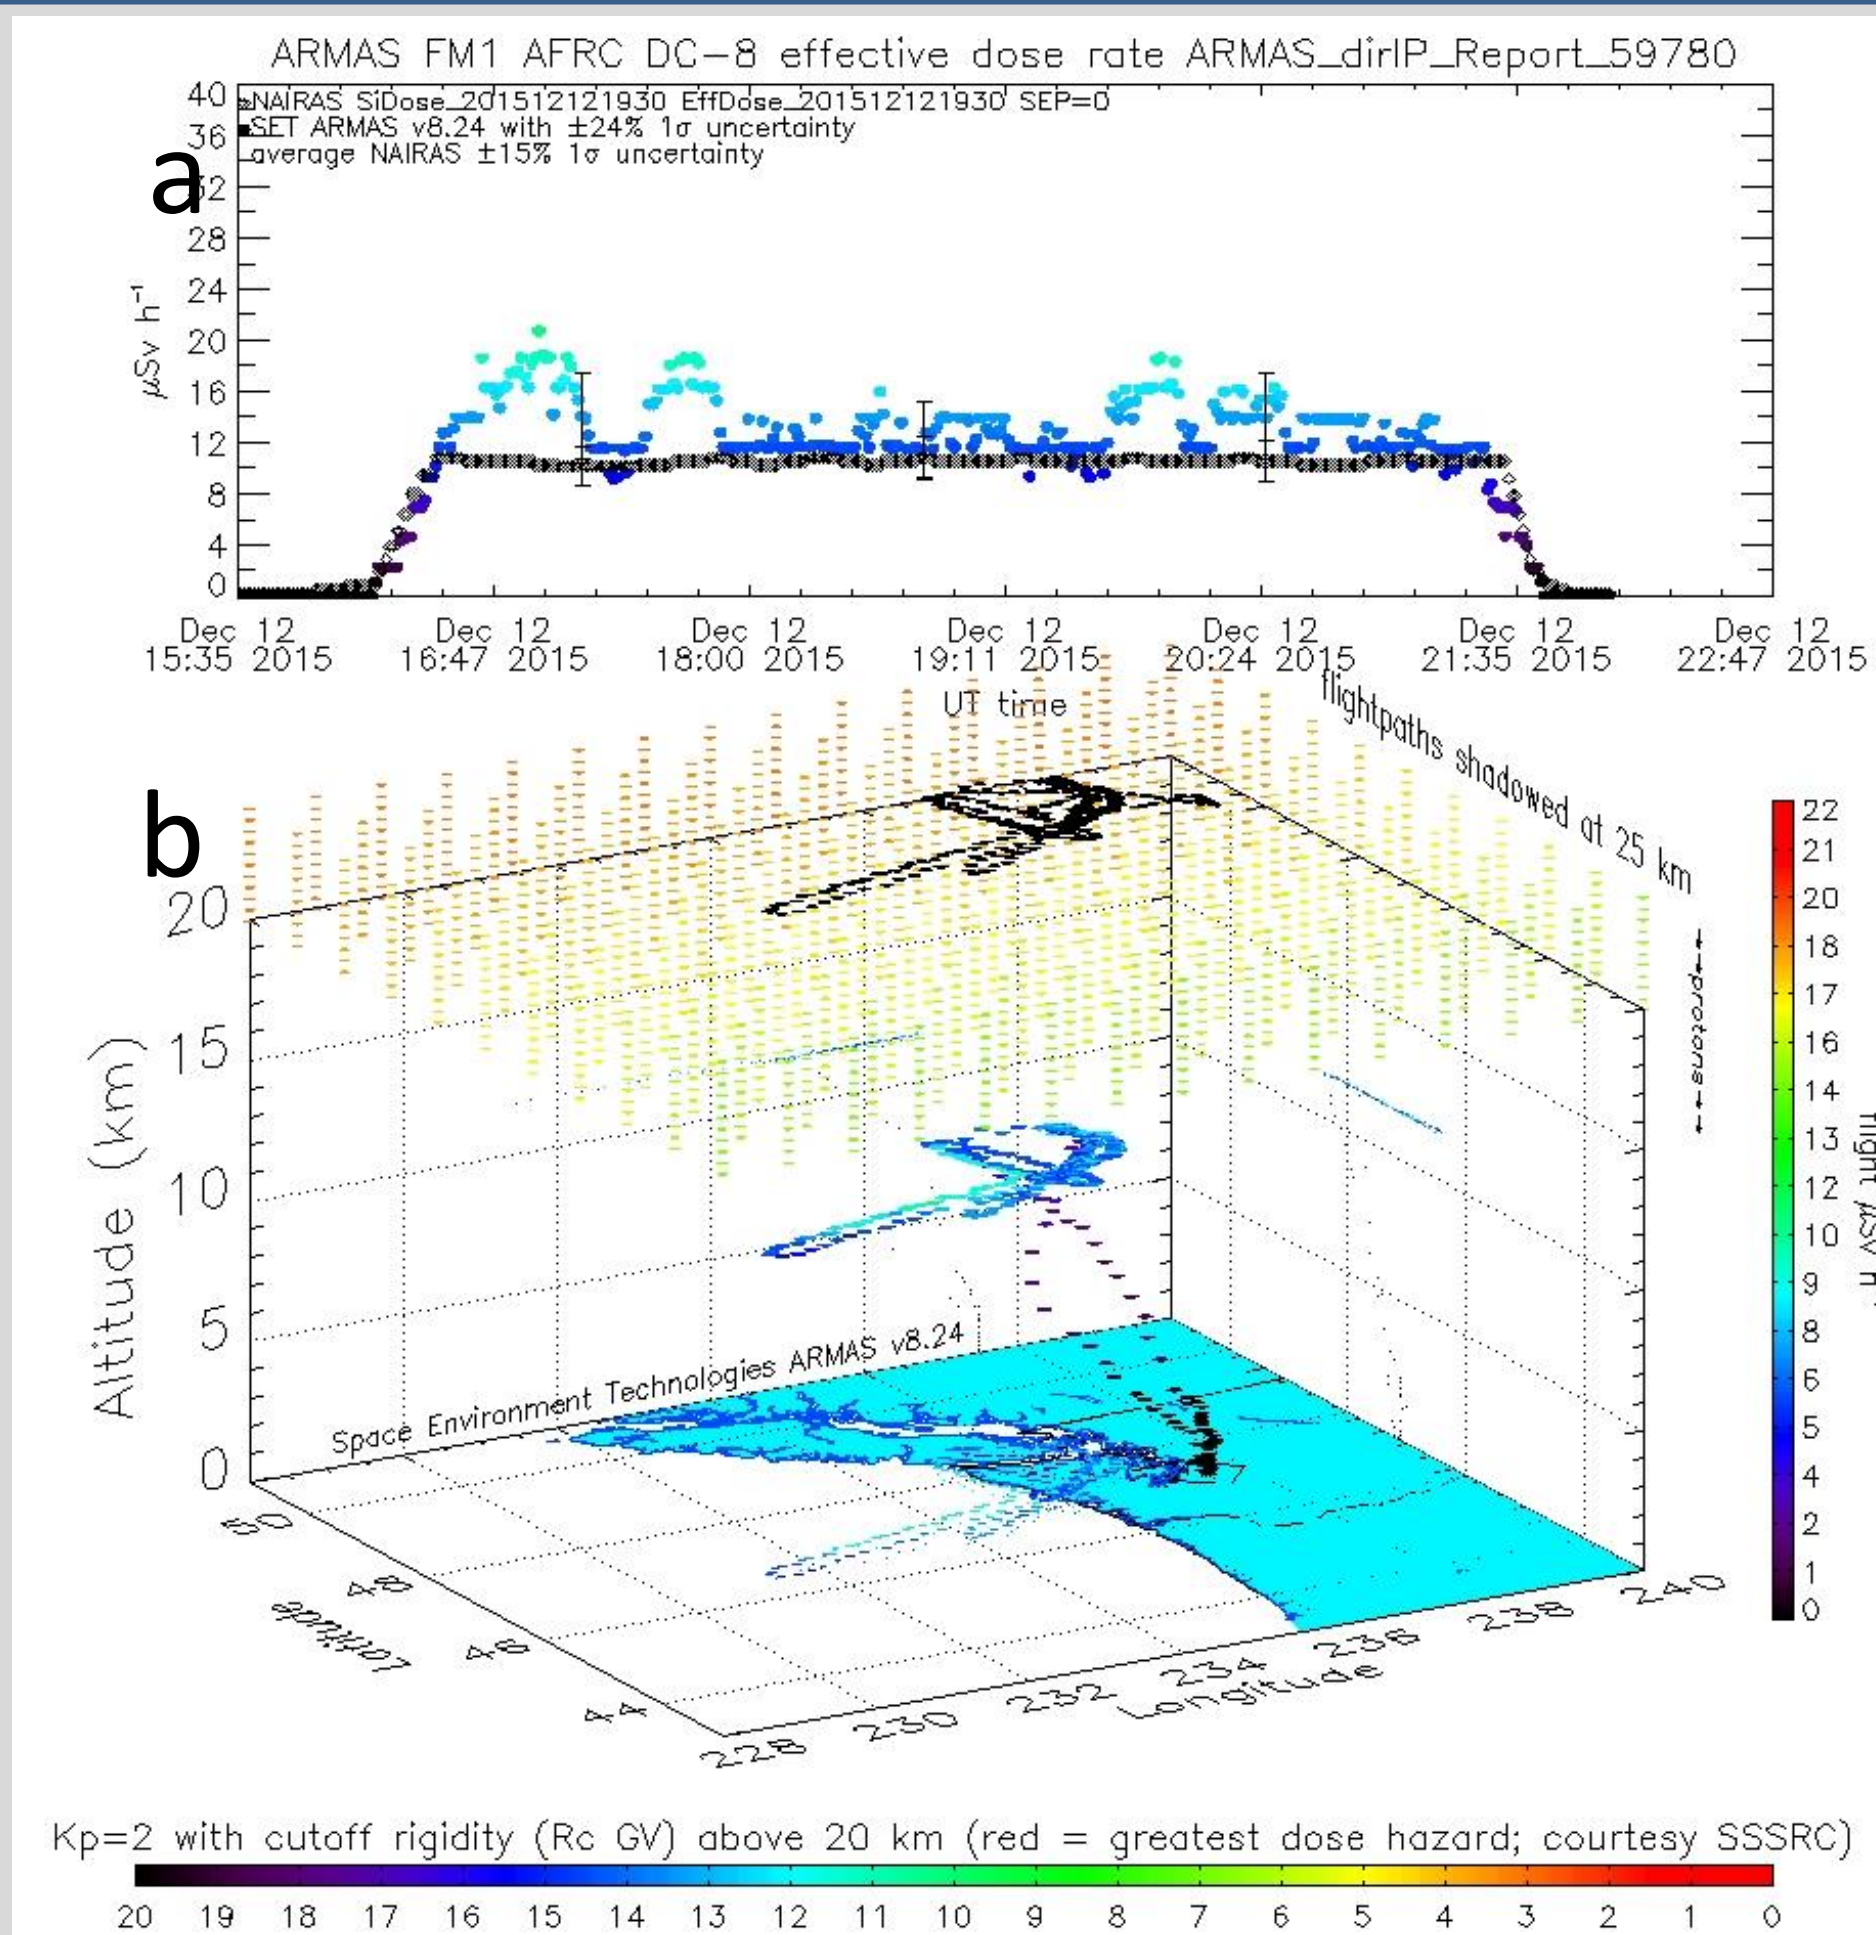 ARMAS FM1 AFRC DC-8 effective dose rate ARMAS_dirIP_Report_59780
a
NAIRAS SiDose_201512121930 EffDose_201512121930 SEP=0
SET ARMAS v8.24 with ±24% 1σ uncertainty
average NAIRAS ±15% 1σ uncertainty
40
36
32
28
24
20
16
12
8
4
0
μSv h⁻¹
Dec 12 Dec 12 Dec 12 Dec 12 Dec 12 Dec 12 Dec 12
15:35 2015 16:47 2015 18:00 2015 19:11 2015 20:24 2015 21:35 2015 22:47 2015
UT time
b
flightpaths shadowed at 25 km
←←protons→→
20
15
10
5
0
Altitude (km)
Space Environment Technologies ARMAS v8.24
50
48
46
44
Latitude
228 230 232 234 236 238 240
Longitude
22
21
20
18
17
16
14
13
12
10
9
8
6
5
4
2
1
0
flight μSv
Kp=2 with cutoff rigidity (Rc GV) above 20 km (red = greatest dose hazard; courtesy SSSRC)
20 19 18 17 16 15 14 13 12 11 10 9 8 7 6 5 4 3 2 1 0